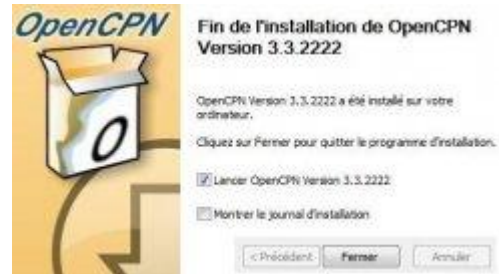 OpenCPN
Fin de l'installation de OpenCPN
Version 3.3.2222
OpenCPN Version 3.3.2222 a été installé sur votre
ordinateur.
Cliquez sur Fermer pour quitter le programme d'installation.
Lancer OpenCPN Version 3.3.2222
Montrer le journal d'installation
O
< Précédent
Fermer
Annuler